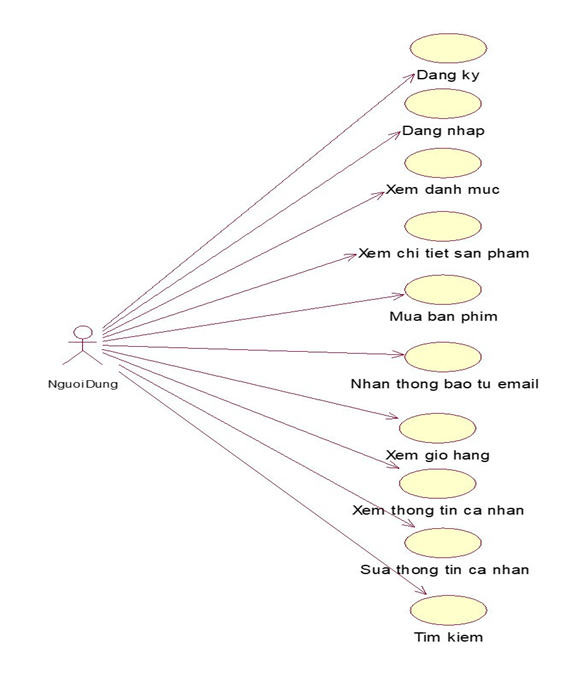 Dang ky
Dang nhap
Xem danh muc
Xem chi tiet san pham
Mua ban phim
NguoiDung
Nhan thong bao tu email
Xem gio hang
Xem thong tin ca nhan
Sua thong tin ca nhan
Tim kiem